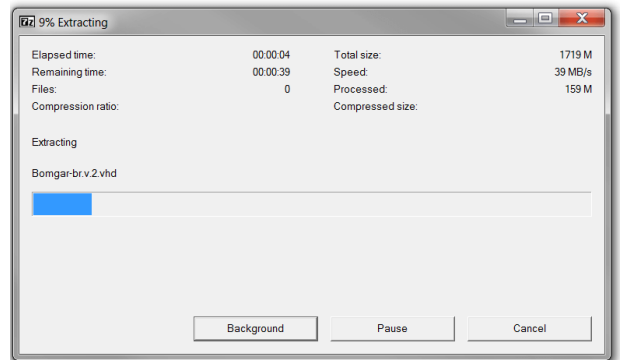 7z 9% Extracting
Elapsed time: 00:00:04 Total size: 1719 M
Remaining time: 00:00:39 Speed: 39 MB/s
Files: 0 Processed: 159 M
Compression ratio: Compressed size:
Extracting
Bomgar-br.v.2.vhd
Background Pause Cancel